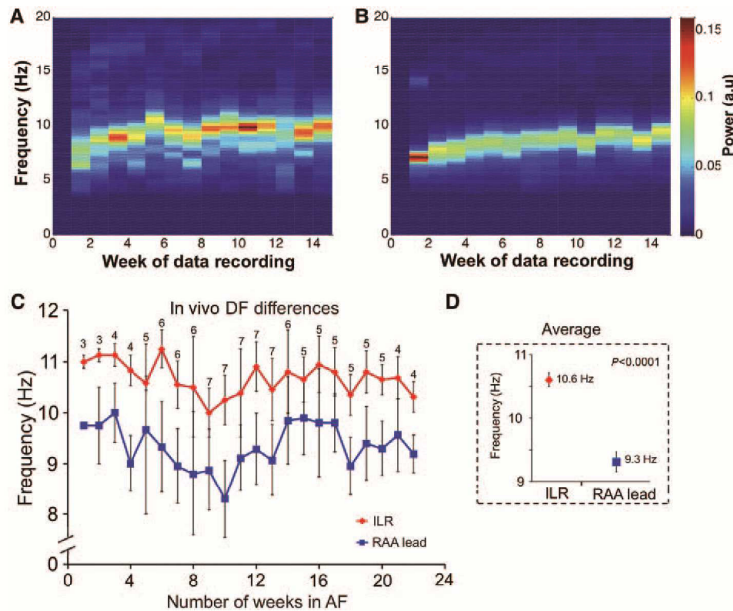 A
B
20
15
10
5
0
Frequency (Hz)
0 2 4 6 8 10 12 14
Week of data recording
20
15
10
5
0
0 2 4 6 8 10 12 14
Week of data recording
0.15
0.1
0.05
0
Power (a.u)
C
In vivo DF differences
12
11
10
9
8
0
Frequency (Hz)
3 3 4 4 5 6 6 6 7 7 7 7 7 6 5 6 5 5 5 5 4 4
ILR
RAA lead
0 4 8 12 16 20 24
Number of weeks in AF
D
Average
P<0.0001
11
10
9
Frequency (Hz)
10.6 Hz
9.3 Hz
ILR RAA lead